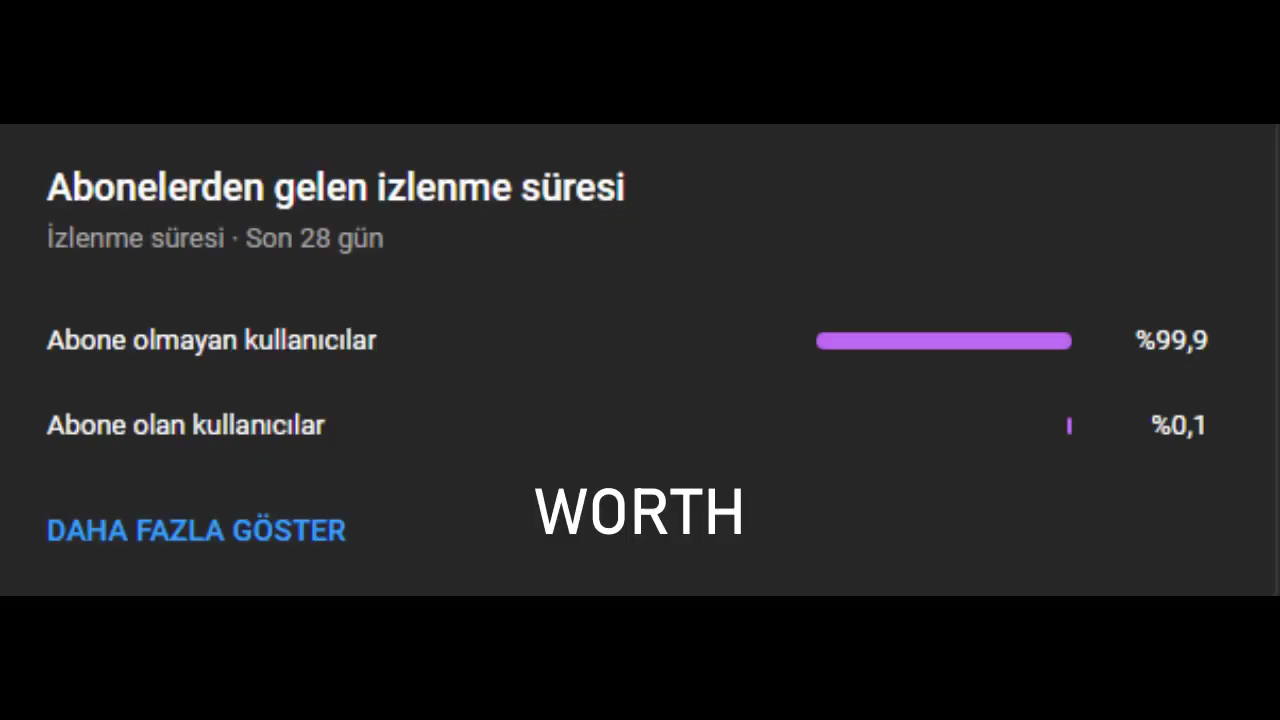 Abonelerden gelen izlenme süresi
İzlenme süresi · Son 28 gün
Abone olmayan kullanıcılar %99,9
Abone olan kullanıcılar %0,1
WORTH
DAHA FAZLA GÖSTER